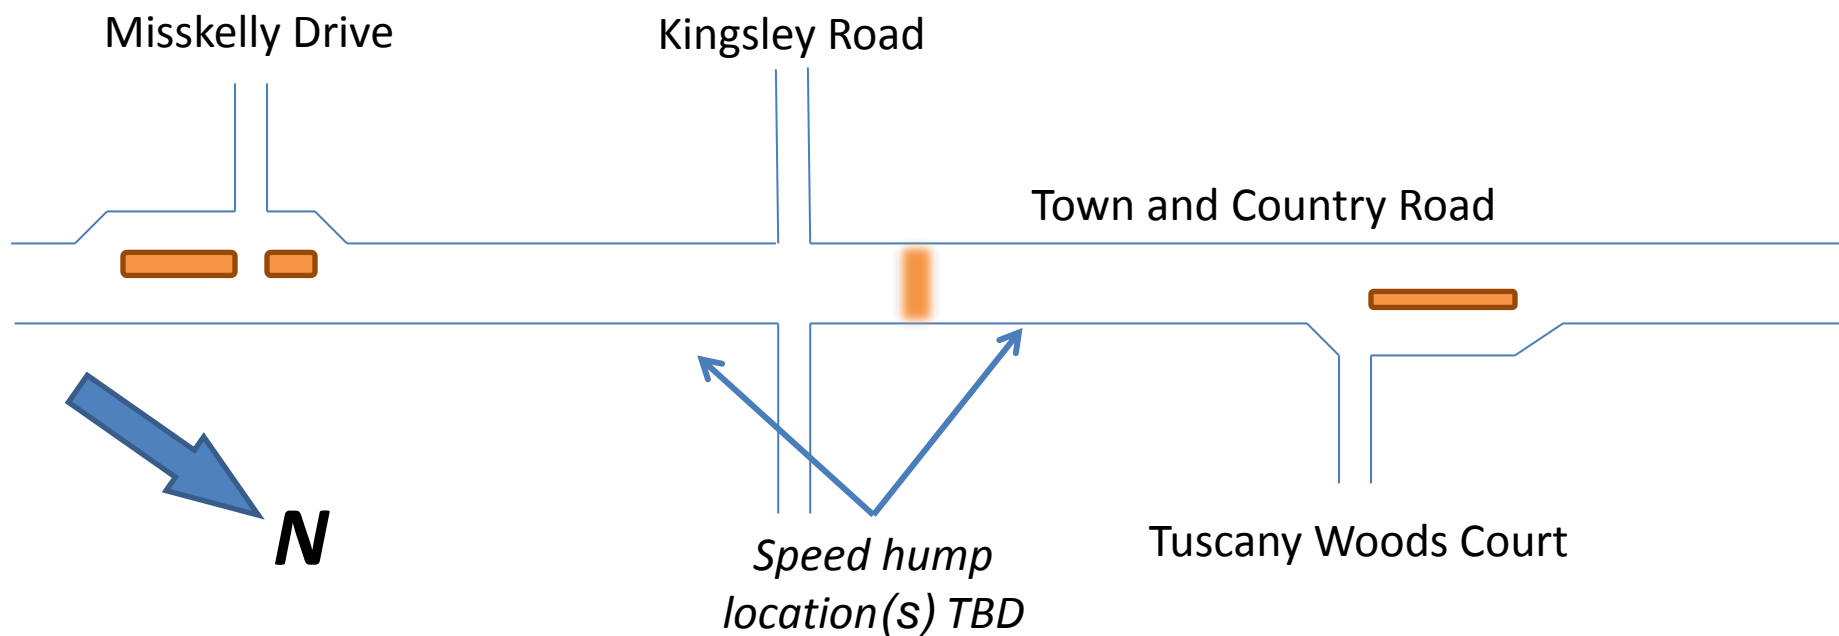 Misskelly Drive
Kingsley Road
Town and Country Road
N
Speed hump
location(s) TBD
Tuscany Woods Court